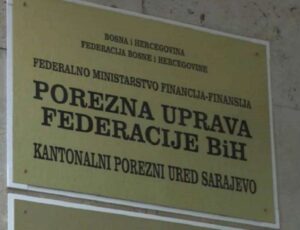 BOSNA i HERCEGOVINA
FEDERACIJA BOSNE i HERCEGOVINE
FEDERALNO MINISTARSTVO FINANCIJA-FINANSIJA
POREZNA UPRAVA
FEDERACIJE BiH
KANTONALNI POREZNI URED SARAJEVO